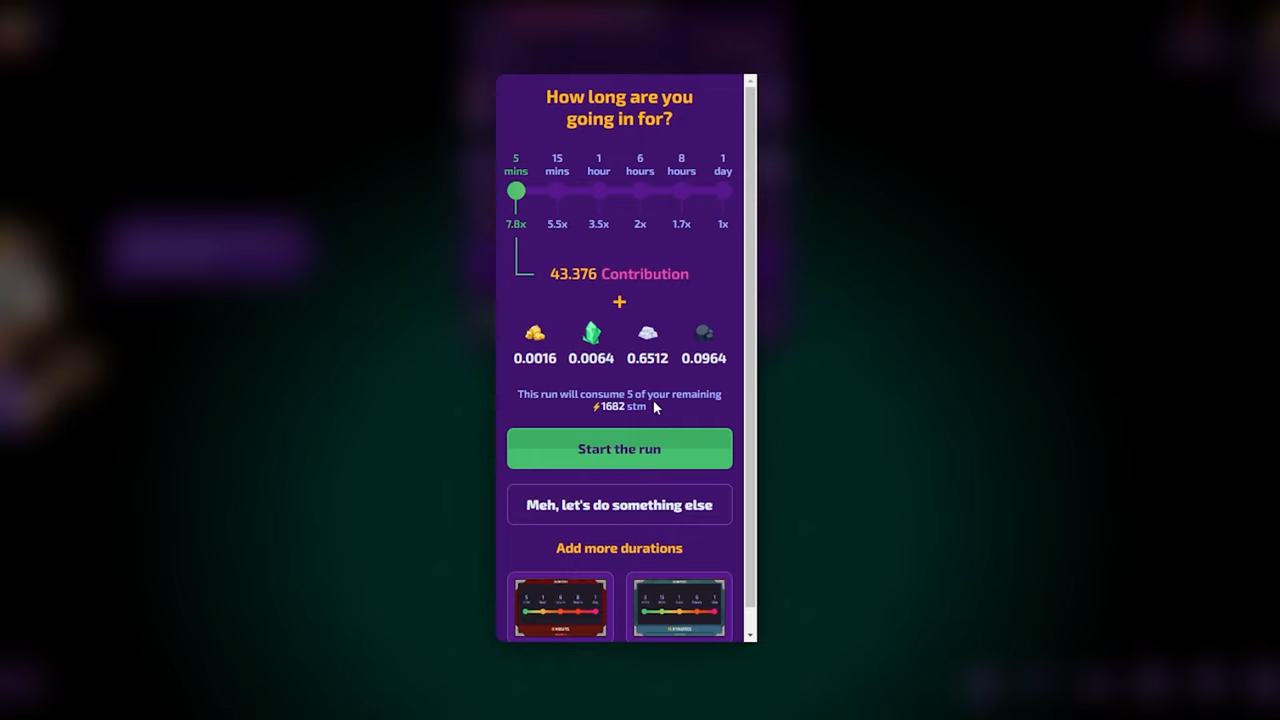 How long are you
going in for?
5 mins 15 mins 1 hour 6 hours 8 hours 1 day
7.8x 5.5x 3.5x 2x 1.7x 1x
43.376 Contribution
+
0.0016 0.0064 0.6512 0.0964
This run will consume 5 of your remaining
⚡1682 stm
Start the run
Meh, let's do something else
Add more durations